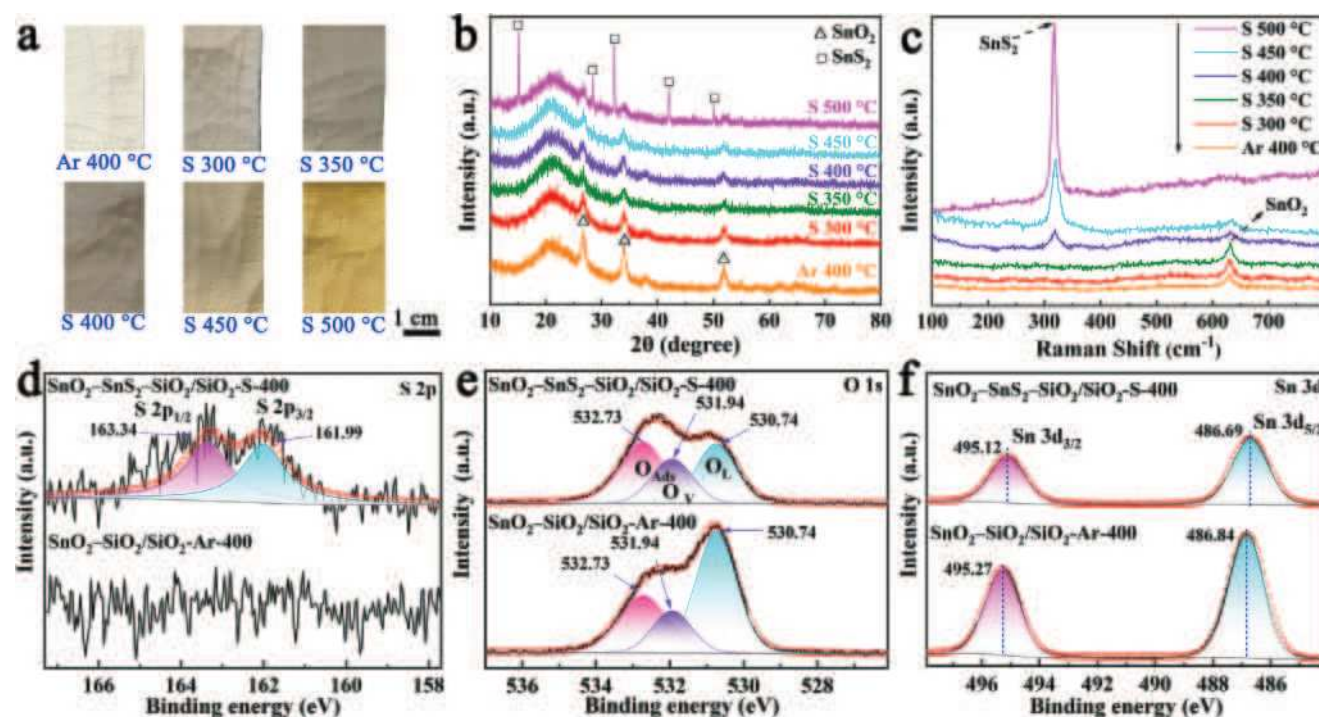 a
Ar 400 °C
S 300 °C
S 350 °C
S 400 °C
S 450 °C
S 500 °C
1 cm
b
△ SnO₂
□ SnS₂
S 500 °C
S 450 °C
S 400 °C
S 350 °C
S 300 °C
Ar 400 °C
Intensity (a.u.)
10 20 30 40 50 60 70 80
2θ (degree)
c
SnS₂
S 500 °C
S 450 °C
S 400 °C
S 350 °C
S 300 °C
Ar 400 °C
SnO₂
Intensity (a.u.)
100 200 300 400 500 600 700
Raman Shift (cm⁻¹)
d
SnO₂–SnS₂–SiO₂/SiO₂-S-400
S 2p
S 2p₁/₂
S 2p₃/₂
163.34
161.99
SnO₂–SiO₂/SiO₂-Ar-400
Intensity (a.u.)
166 164 162 160 158
Binding energy (eV)
e
SnO₂–SnS₂–SiO₂/SiO₂-S-400
O 1s
532.73
531.94
530.74
O Ads
O V
O L
SnO₂–SiO₂/SiO₂-Ar-400
531.94
530.74
532.73
Intensity (a.u.)
536 534 532 530 528
Binding energy (eV)
f
Sn 3d
SnO₂–SnS₂–SiO₂/SiO₂-S-400
495.12
Sn 3d₃/₂
486.69
Sn 3d₅/
SnO₂–SiO₂/SiO₂-Ar-400
495.27
486.84
Intensity (a.u.)
496 494 492 490 488 486
Binding energy (eV)